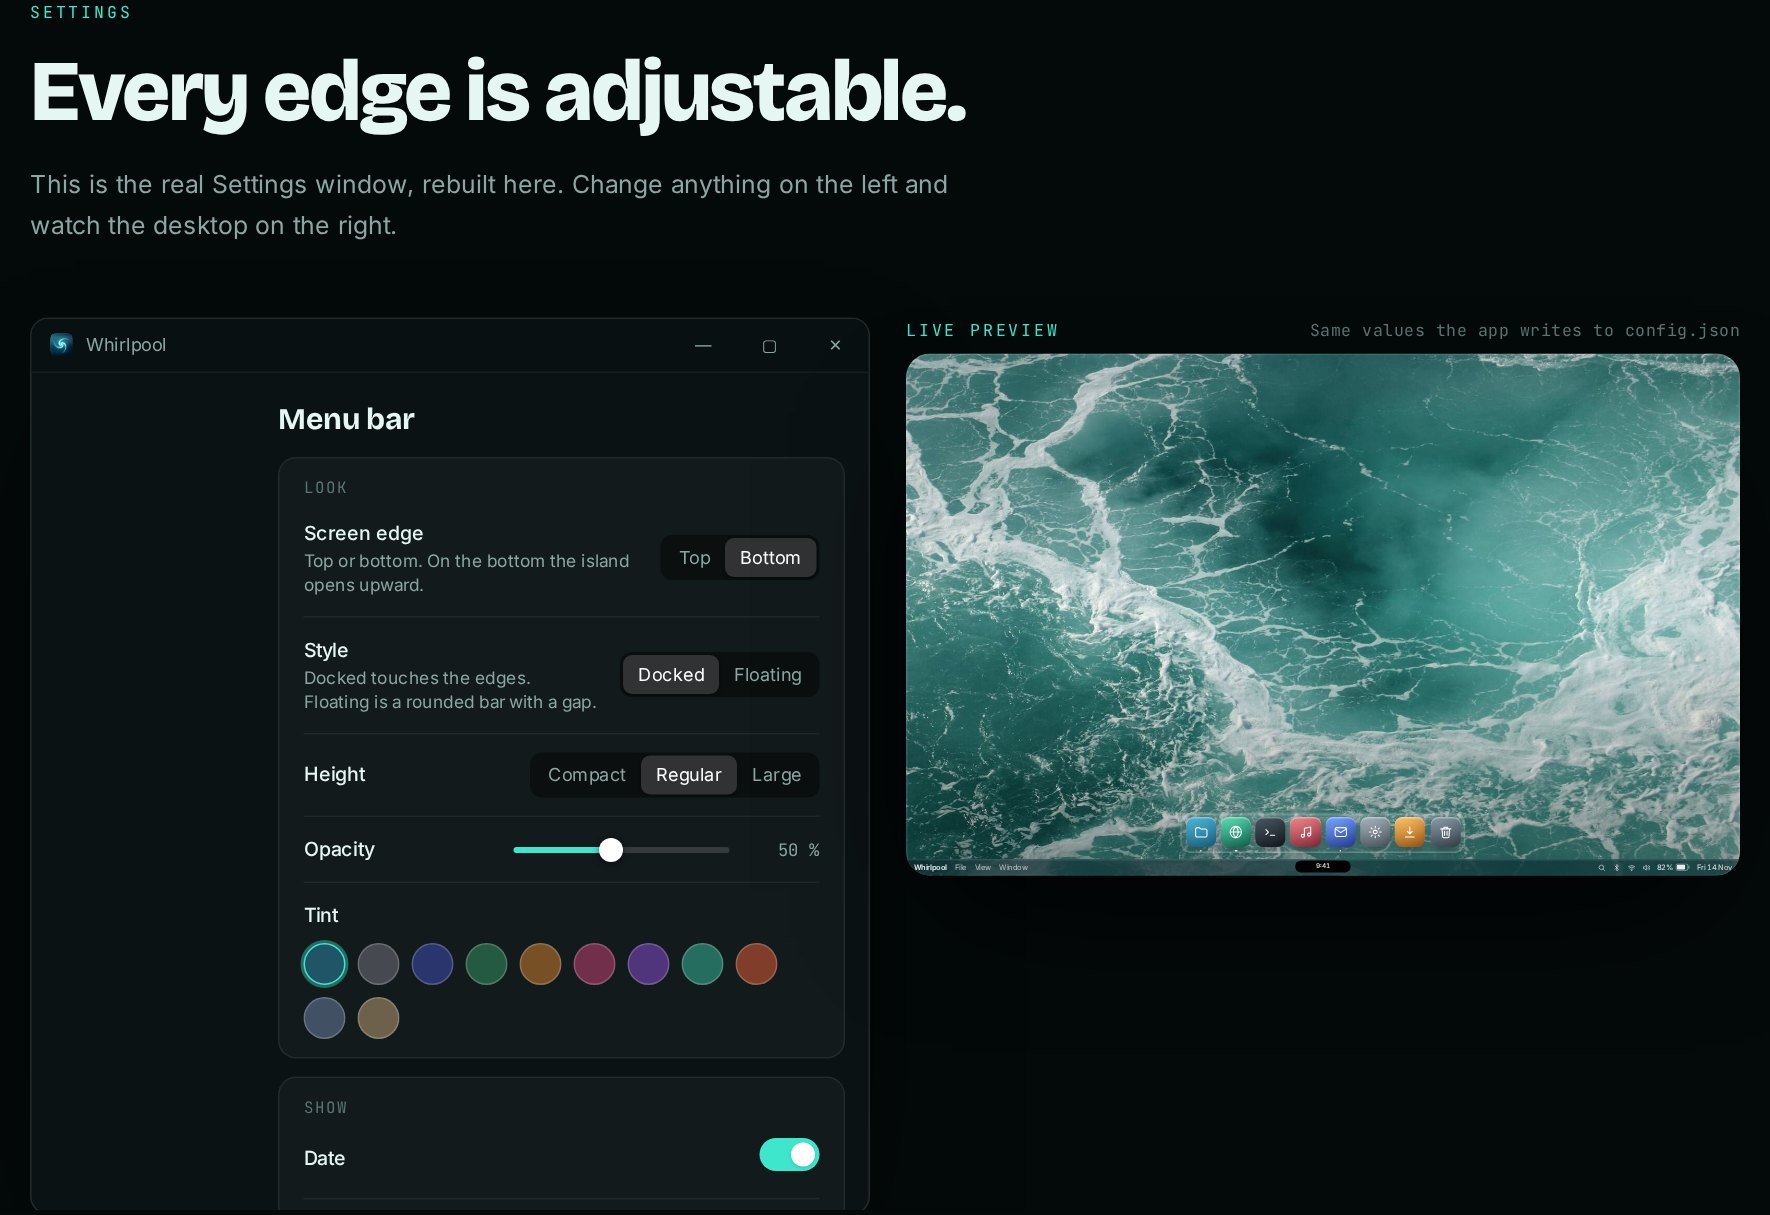 SETTINGS
Every edge is adjustable.
This is the real Settings window, rebuilt here. Change anything on the left and
watch the desktop on the right.
Whirlpool
Menu bar
LOOK
Screen edge
Top or bottom. On the bottom the island
opens upward.
Top Bottom
Style
Docked touches the edges.
Floating is a rounded bar with a gap.
Docked Floating
Height
Compact Regular Large
Opacity
50 %
Tint
SHOW
Date
LIVE PREVIEW
Same values the app writes to config.json
Whirlpool File View Window
9:41
82% Fri 14 Nov